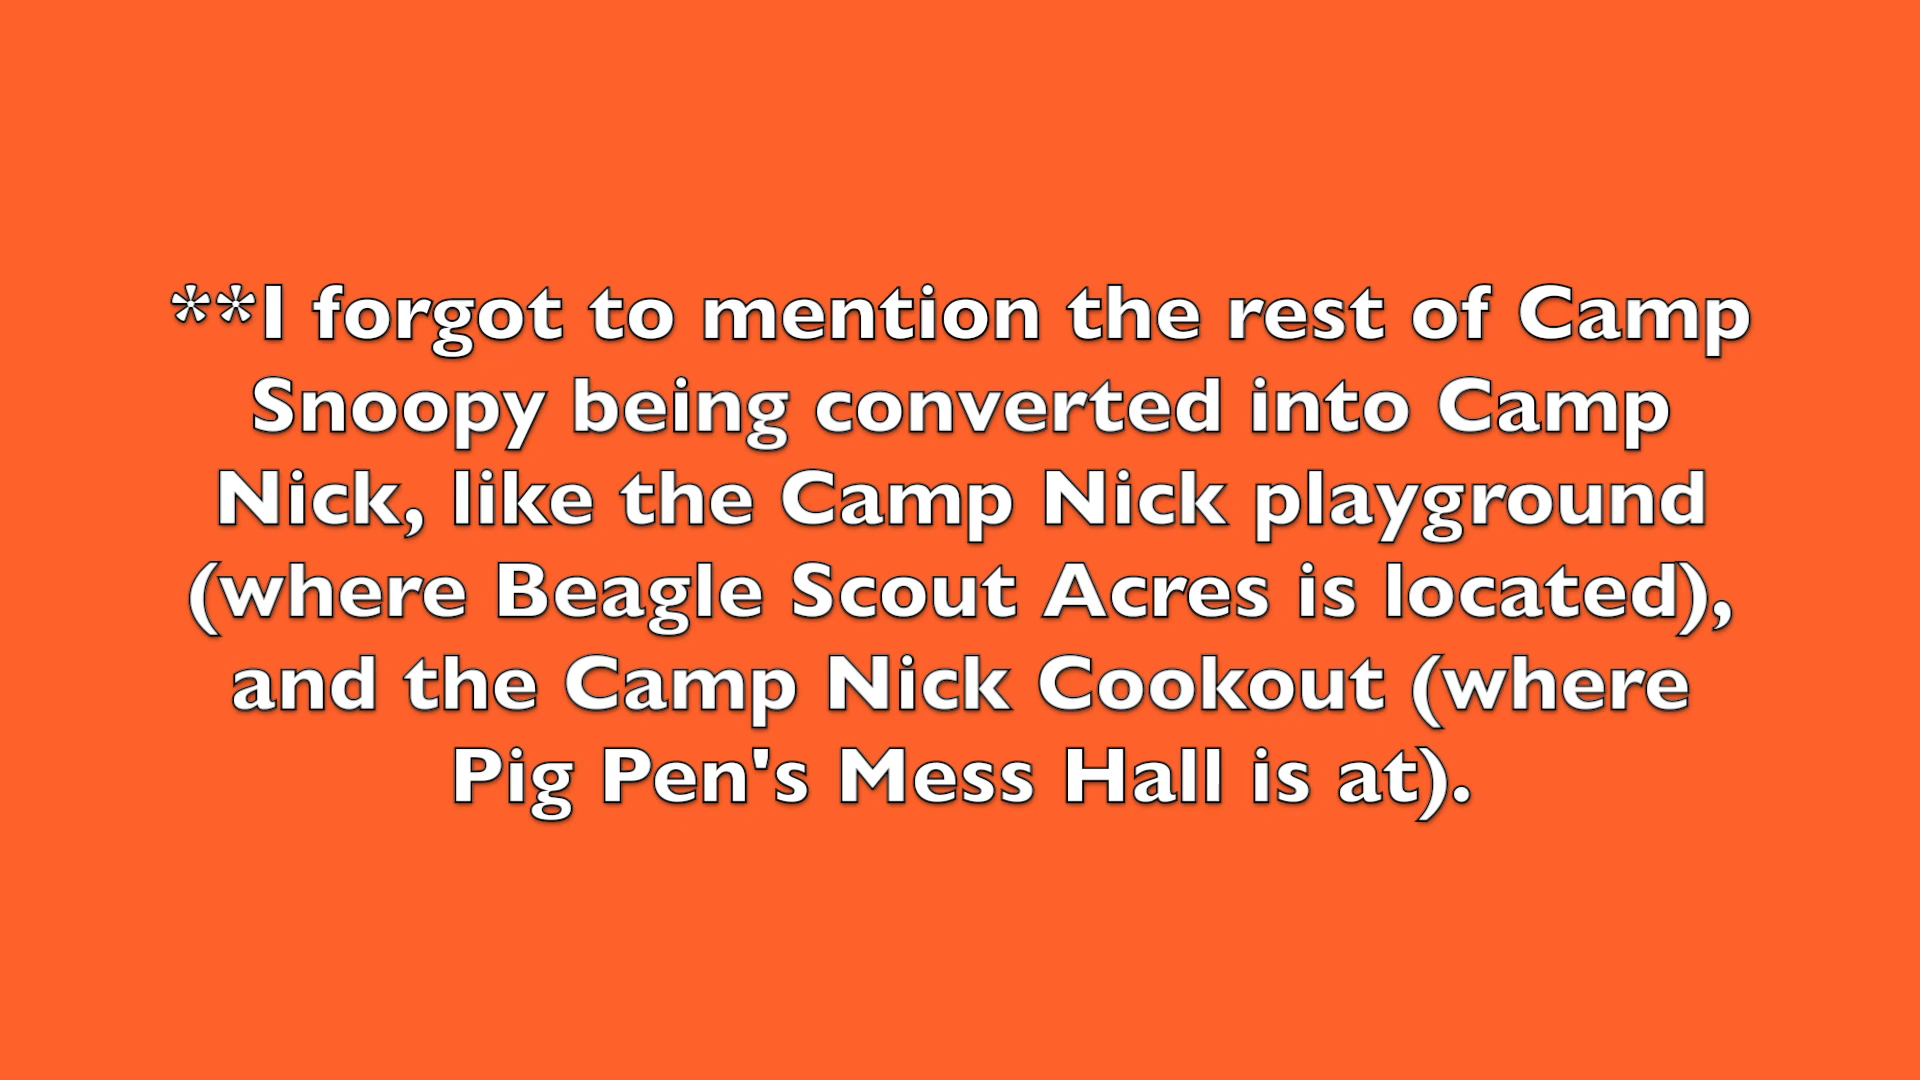 **I forgot to mention the rest of Camp
Snoopy being converted into Camp
Nick, like the Camp Nick playground
(where Beagle Scout Acres is located),
and the Camp Nick Cookout (where
Pig Pen's Mess Hall is at).